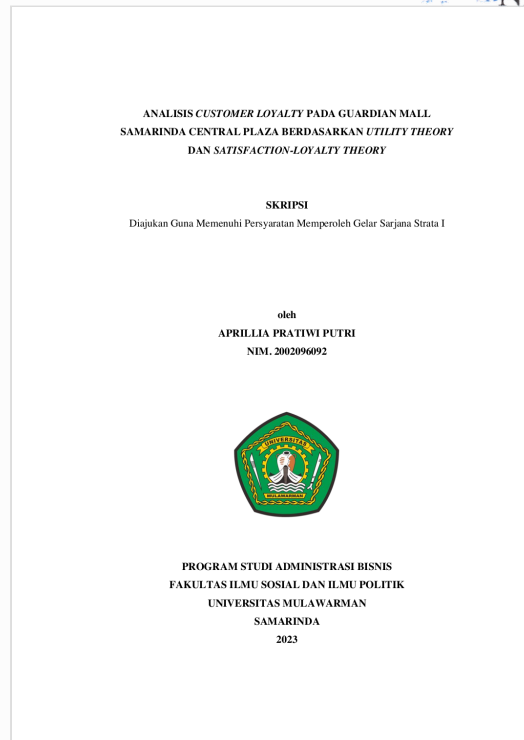 ANALISIS CUSTOMER LOYALTY PADA GUARDIAN MALL
SAMARINDA CENTRAL PLAZA BERDASARKAN UTILITY THEORY
DAN SATISFACTION-LOYALTY THEORY
SKRIPSI
Diajukan Guna Memenuhi Persyaratan Memperoleh Gelar Sarjana Strata I
oleh
APRILLIA PRATIWI PUTRI
NIM. 2002096092
UNIVERSITAS
MULAWARMAN
PROGRAM STUDI ADMINISTRASI BISNIS
FAKULTAS ILMU SOSIAL DAN ILMU POLITIK
UNIVERSITAS MULAWARMAN
SAMARINDA
2023